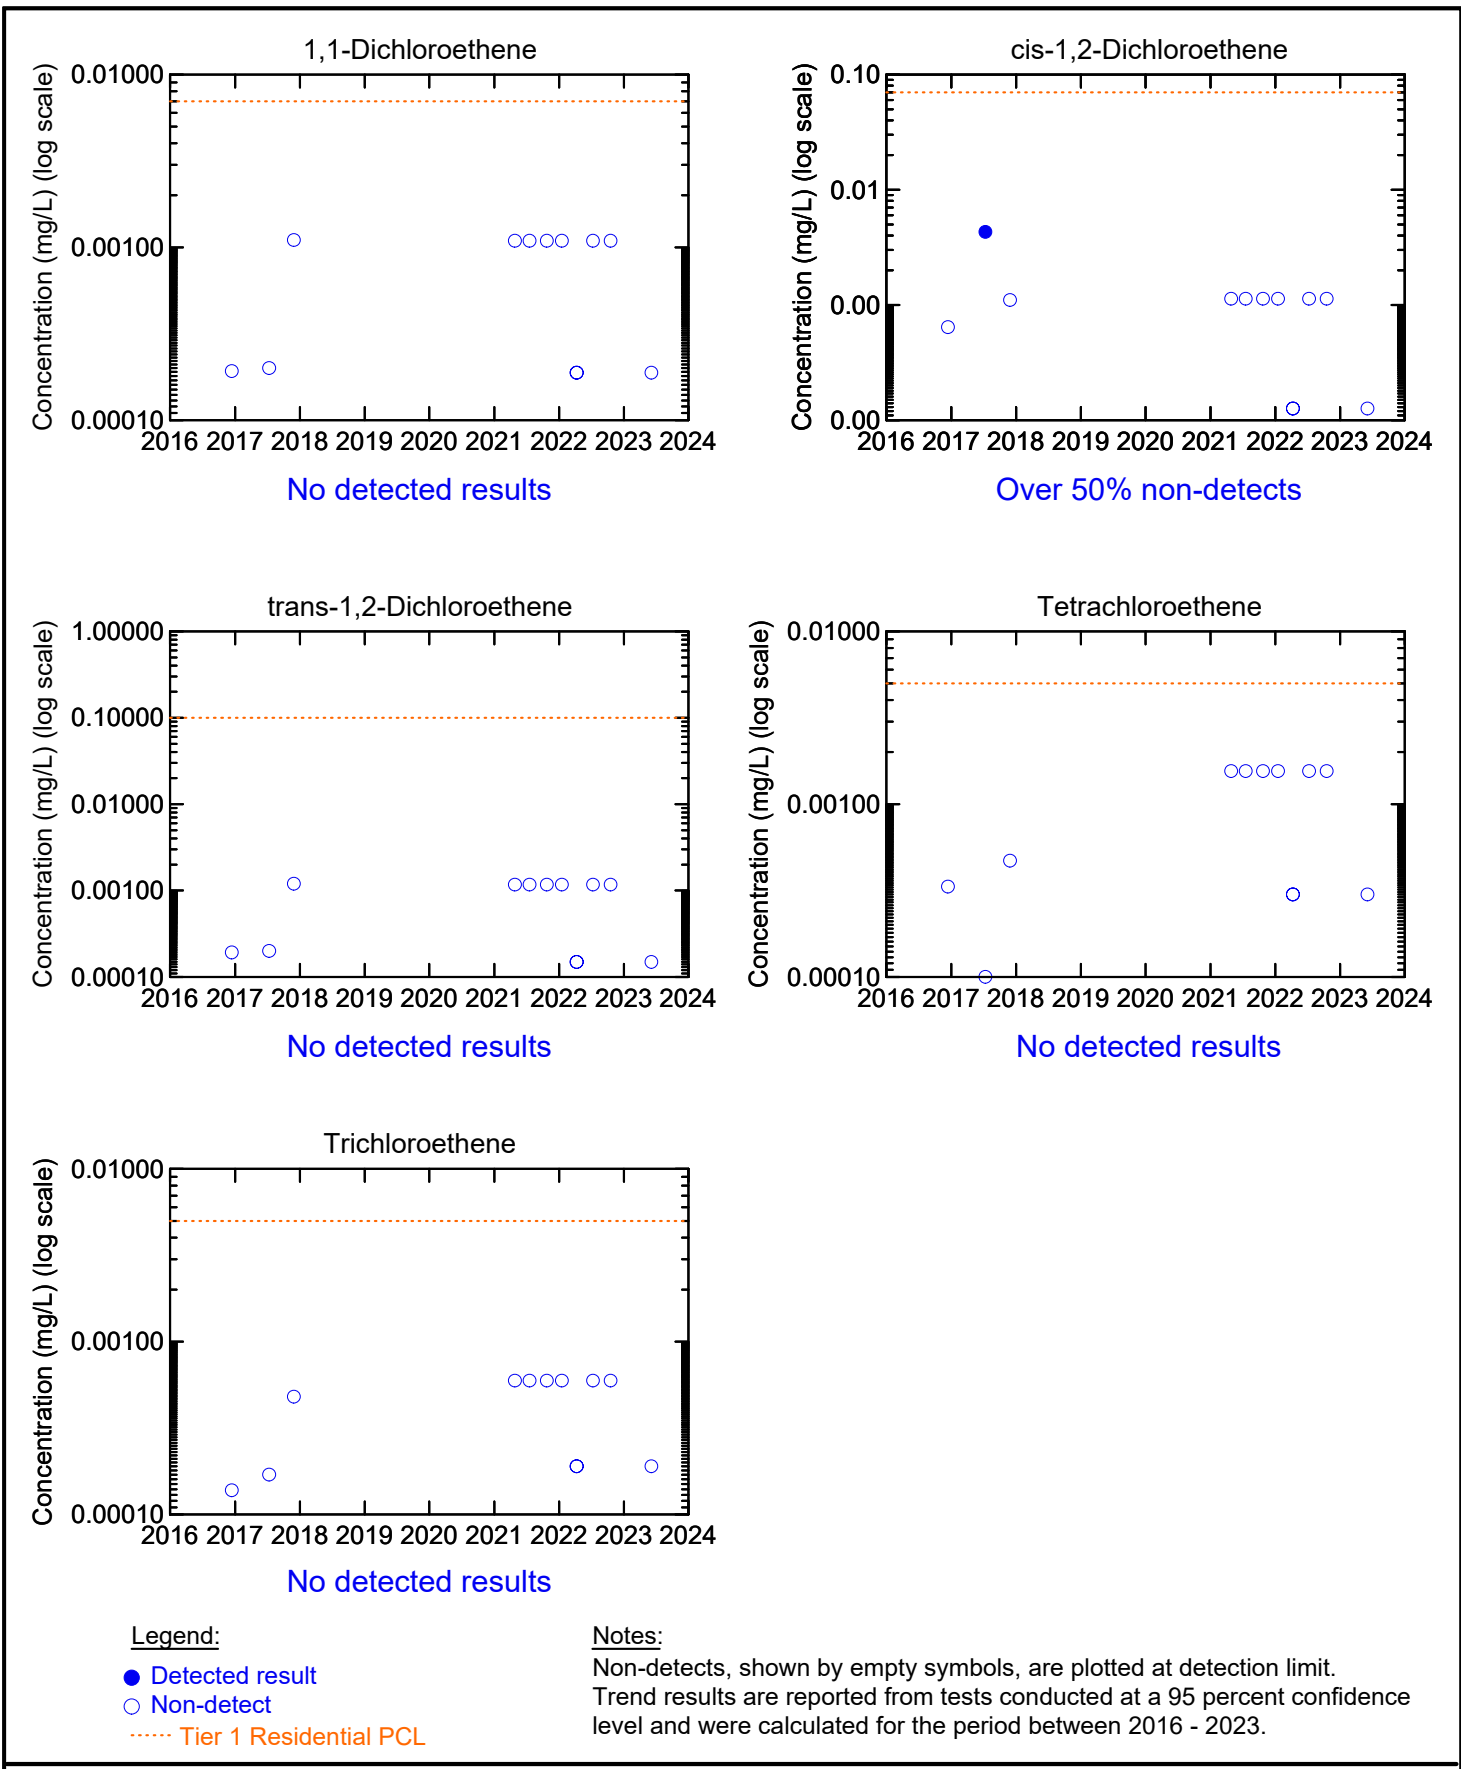 1,1-Dichloroethene
Concentration (mg/L) (log scale)
0.01000
0.00100
0.00010
2016 2017 2018 2019 2020 2021 2022 2023 2024
No detected results
cis-1,2-Dichloroethene
Concentration (mg/L) (log scale)
0.10
0.01
0.00
0.00
2016 2017 2018 2019 2020 2021 2022 2023 2024
Over 50% non-detects
trans-1,2-Dichloroethene
Concentration (mg/L) (log scale)
1.00000
0.10000
0.01000
0.00100
0.00010
2016 2017 2018 2019 2020 2021 2022 2023 2024
No detected results
Tetrachloroethene
Concentration (mg/L) (log scale)
0.01000
0.00100
0.00010
2016 2017 2018 2019 2020 2021 2022 2023 2024
No detected results
Trichloroethene
Concentration (mg/L) (log scale)
0.01000
0.00100
0.00010
2016 2017 2018 2019 2020 2021 2022 2023 2024
No detected results
Legend:
Detected result
Non-detect
Tier 1 Residential PCL
Notes:
Non-detects, shown by empty symbols, are plotted at detection limit.
Trend results are reported from tests conducted at a 95 percent confidence
level and were calculated for the period between 2016 - 2023.